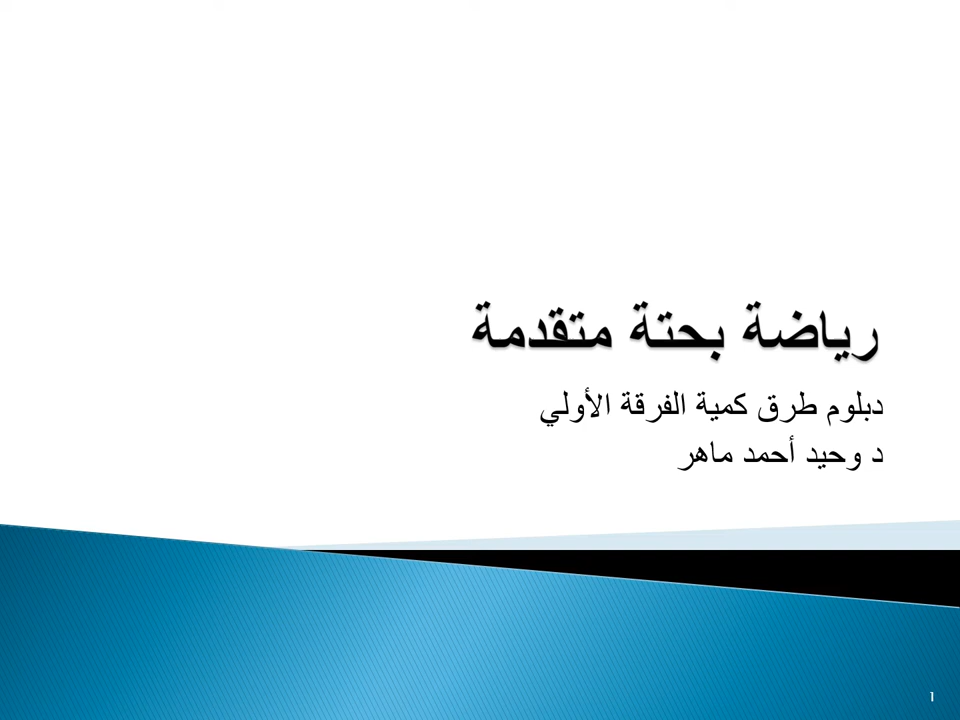 رياضة بحتة متقدمة
دبلوم طرق كمية الفرقة الأولي
د وحيد أحمد ماهر
1